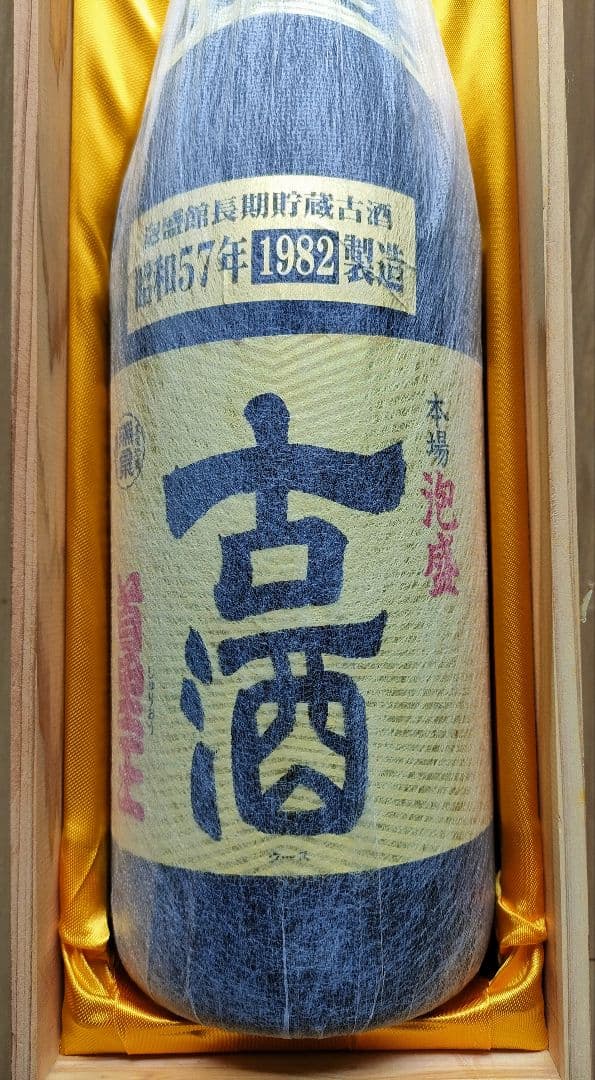 泡盛館長期貯蔵古酒
昭和57年 1982 製造
本場
泡盛
古酒
クース